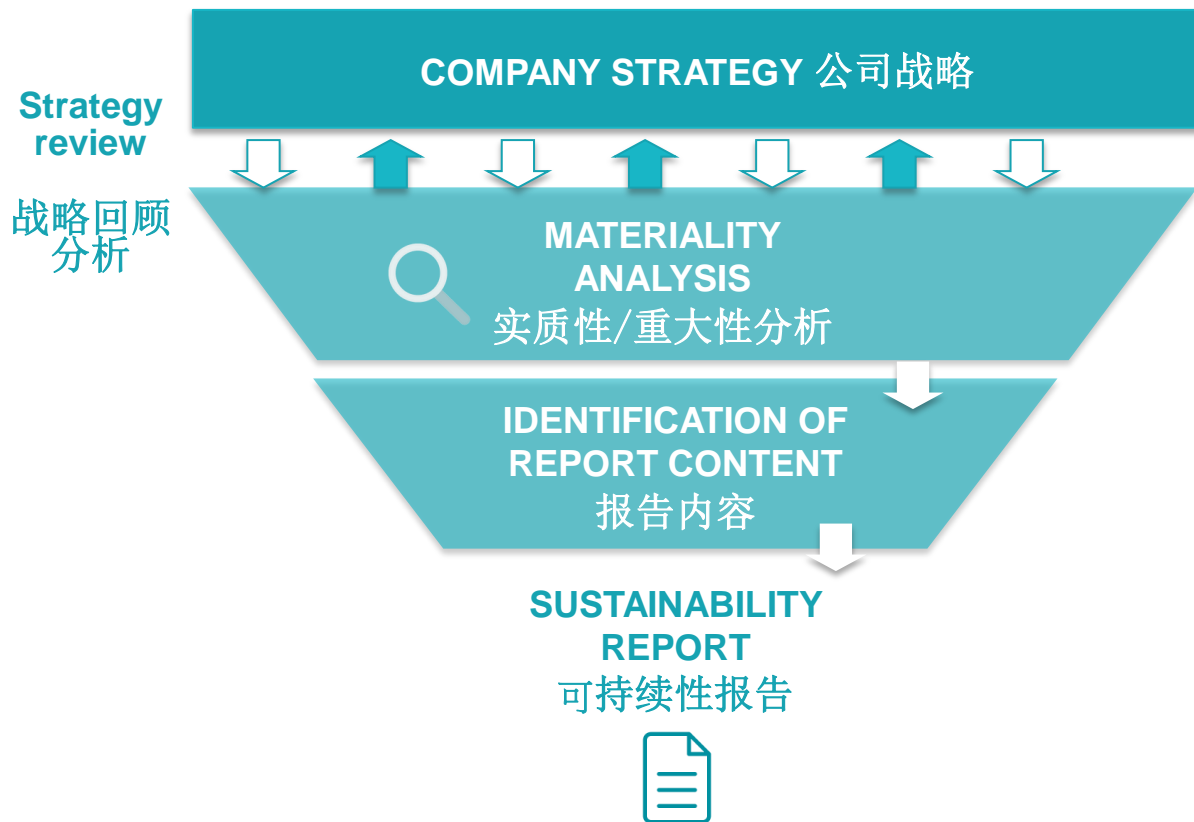 COMPANY STRATEGY 公司战略
Strategy
review
战略回顾
分析
MATERIALITY
ANALYSIS
实质性/重大性分析
IDENTIFICATION OF
REPORT CONTENT
报告内容
SUSTAINABILITY
REPORT
可持续性报告